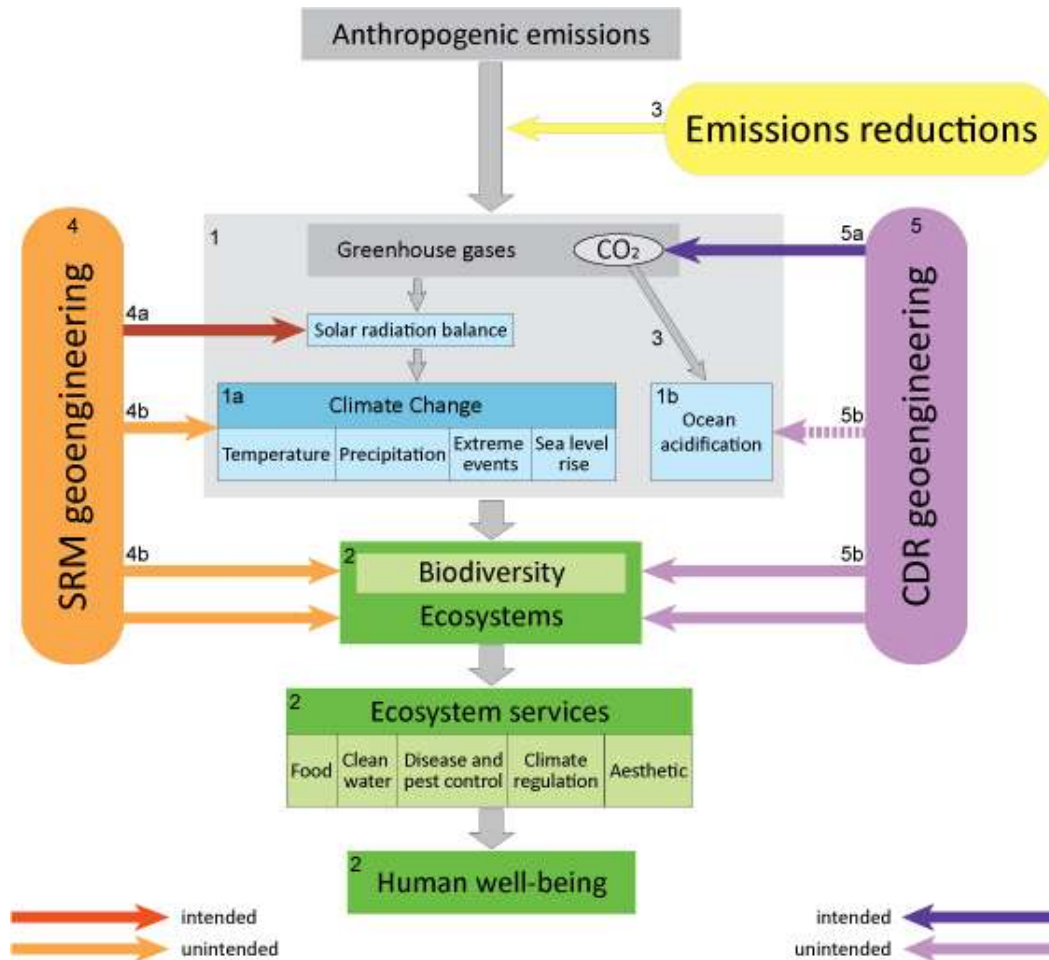 Anthropogenic emissions
3
Emissions reductions
4
SRM geoengineering
1
Greenhouse gases
CO₂
5a
5
CDR geoengineering
4a
Solar radiation balance
3
1a
Climate Change
4b
Temperature
Precipitation
Extreme
events
Sea level
rise
1b
Ocean
acidification
5b
4b
2
Biodiversity
Ecosystems
5b
2
Ecosystem services
Food
Clean
water
Disease and
pest control
Climate
regulation
Aesthetic
2
Human well-being
intended
unintended
intended
unintended